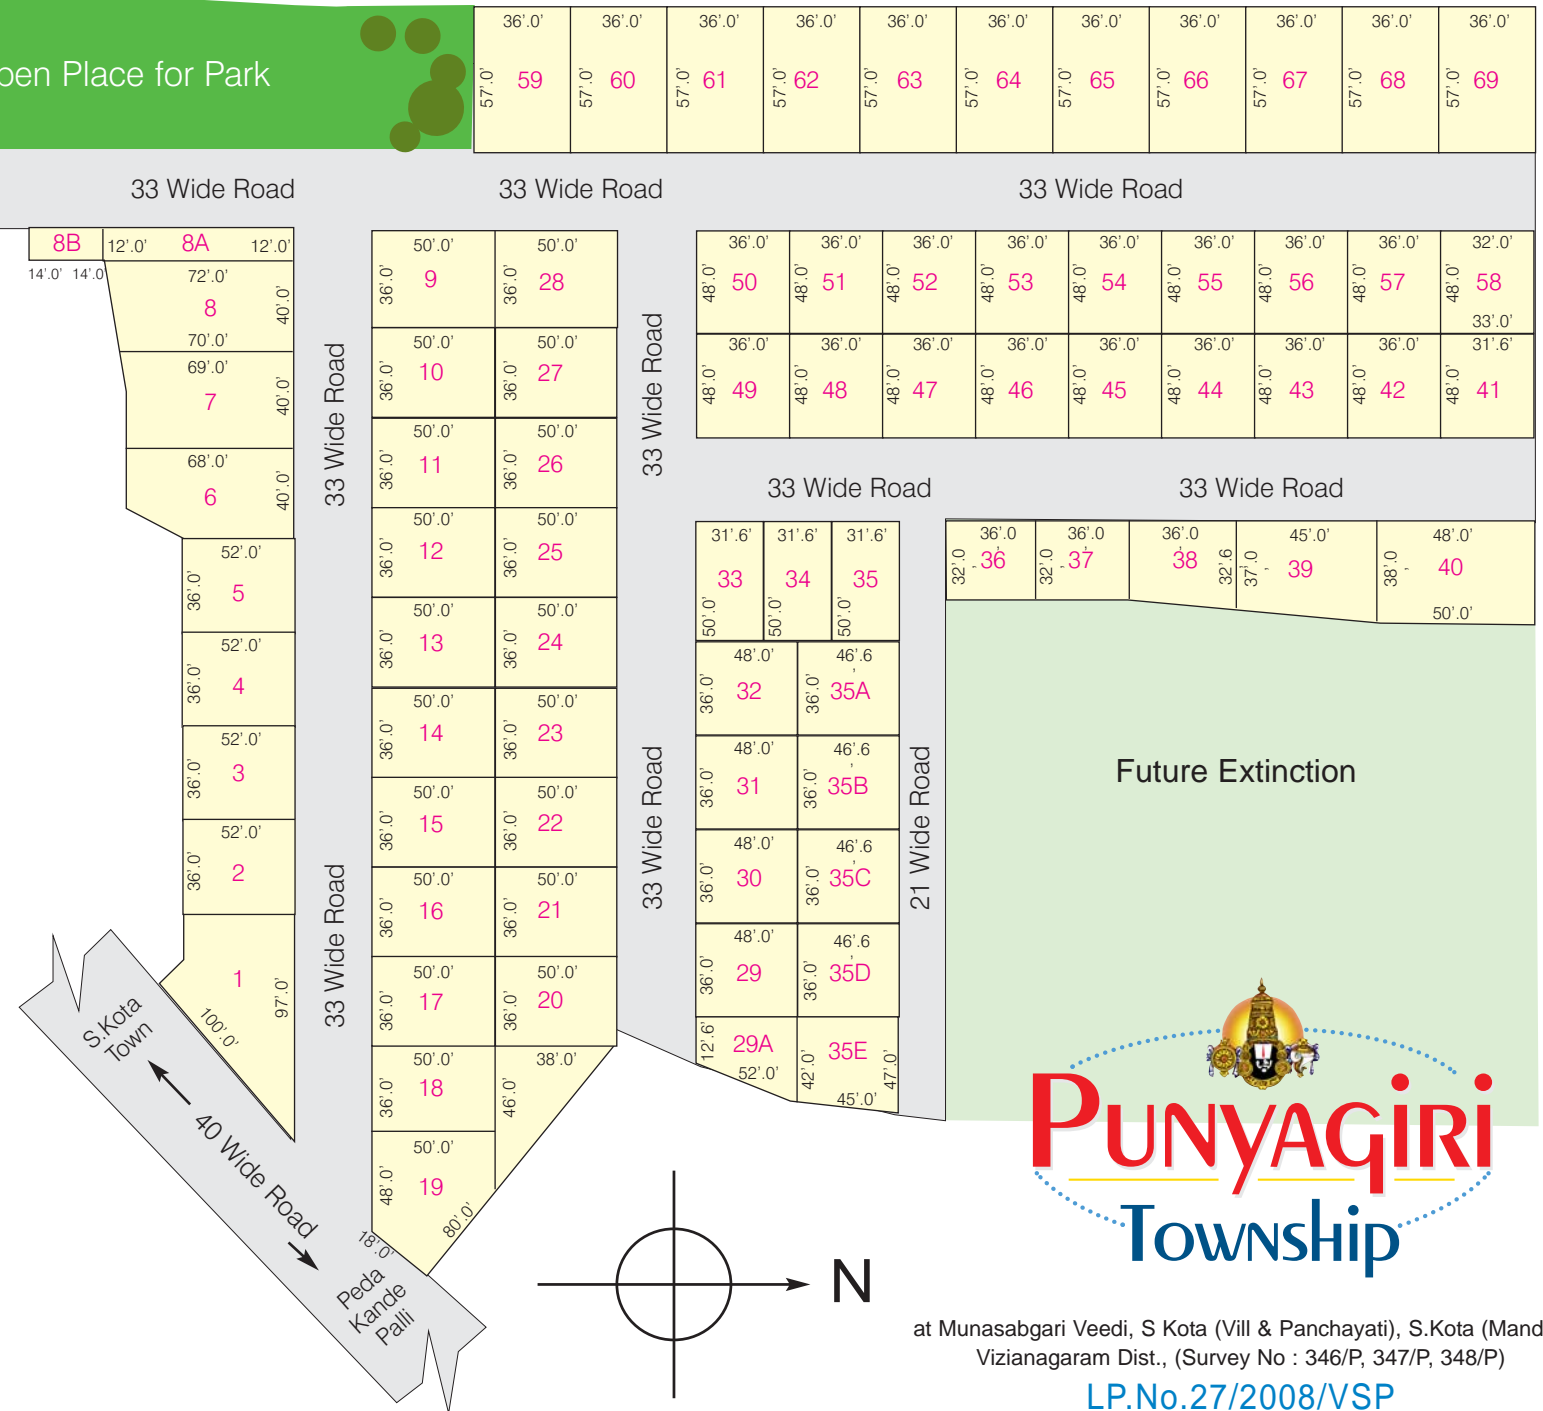 pen Place for Park
36'.0' 36'.0' 36'.0' 36'.0' 36'.0' 36'.0' 36'.0' 36'.0' 36'.0' 36'.0' 36'.0'
57'.0' 59 57'.0' 60 57'.0' 61 57'.0' 62 57'.0' 63 57'.0' 64 57'.0' 65 57'.0' 66 57'.0' 67 57'.0' 68 57'.0' 69
33 Wide Road 33 Wide Road 33 Wide Road
8B 12'.0' 8A 12'.0'
14'.0' 14'.0'
72'.0'
8 40'.0'
70'.0'
69'.0'
7 40'.0'
68'.0'
6 40'.0'
52'.0'
36'.0' 5
52'.0'
36'.0' 4
52'.0'
36'.0' 3
52'.0'
36'.0' 2
1
100'.0' 97'.0'
33 Wide Road
33 Wide Road
33 Wide Road
50'.0' 50'.0'
36'.0' 9 36'.0' 28
50'.0' 50'.0'
36'.0' 10 36'.0' 27
50'.0' 50'.0'
36'.0' 11 36'.0' 26
50'.0' 50'.0'
36'.0' 12 36'.0' 25
50'.0' 50'.0'
36'.0' 13 36'.0' 24
50'.0' 50'.0'
36'.0' 14 36'.0' 23
50'.0' 50'.0'
36'.0' 15 36'.0' 22
50'.0' 50'.0'
36'.0' 16 36'.0' 21
50'.0' 50'.0'
36'.0' 17 36'.0' 20
50'.0' 38'.0'
36'.0' 18 46'.0'
50'.0'
48'.0' 19
18'.0' 80'.0'
33 Wide Road
33 Wide Road
36'.0' 36'.0' 36'.0' 36'.0' 36'.0' 36'.0' 36'.0' 36'.0' 32'.0'
48'.0' 50 48'.0' 51 48'.0' 52 48'.0' 53 48'.0' 54 48'.0' 55 48'.0' 56 48'.0' 57 48'.0' 58
33'.0'
36'.0' 36'.0' 36'.0' 36'.0' 36'.0' 36'.0' 36'.0' 36'.0' 31'.6'
48'.0' 49 48'.0' 48 48'.0' 47 48'.0' 46 48'.0' 45 48'.0' 44 48'.0' 43 48'.0' 42 48'.0' 41
33 Wide Road 33 Wide Road
31'.6' 31'.6' 31'.6'
33 34 35
50'.0' 50'.0' 50'.0'
36'.0 36'.0 36'.0 45'.0' 48'.0'
32'.0 ' 36 32'.0 ' 37 38 32'.6 37'.0 ' 39 38'.0 ' 40
50'.0'
48'.0' 46'.6 '
36'.0' 32 36'.0' 35A
48'.0' 46'.6 '
36'.0' 31 36'.0' 35B
48'.0' 46'.6 '
36'.0' 30 36'.0' 35C
48'.0' 46'.6 '
36'.0' 29 36'.0' 35D
12'.6' 29A 35E
52'.0' 42'.0' 47'.0'
45'.0'
21 Wide Road
Future Extinction
S.Kota
Town
40 Wide Road
Peda
Kande
Palli
N
PUNYAGIRI
TOWNSHIP
at Munasabgari Veedi, S Kota (Vill & Panchayati), S.Kota (Mand
Vizianagaram Dist., (Survey No : 346/P, 347/P, 348/P)
LP.No.27/2008/VSP